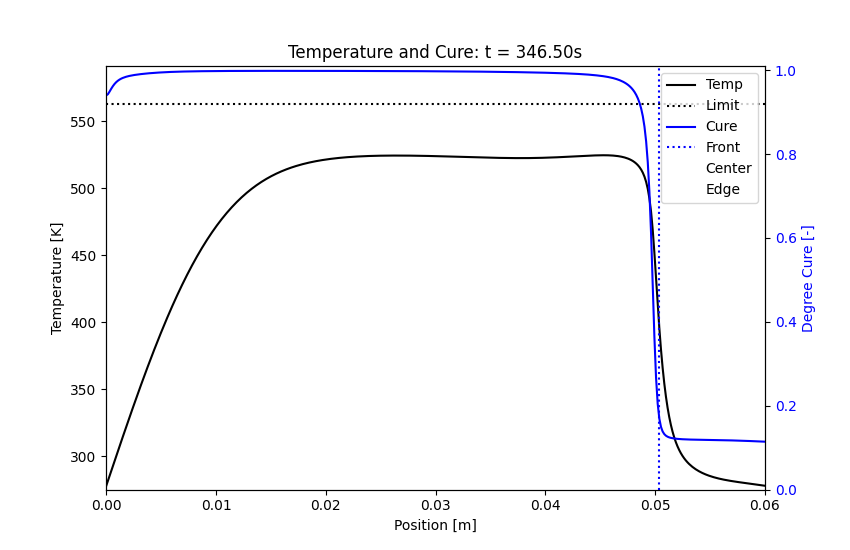 Temperature and Cure: t = 346.50s
Temp
Limit
Cure
Front
Center
Edge
Temperature [K]
550
500
450
400
350
300
1.0
0.8
0.6
0.4
0.2
0.0
Degree Cure [-]
0.00
0.01
0.02
0.03
0.04
0.05
0.06
Position [m]